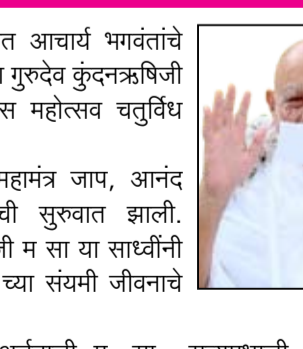 त आचार्य भगवंतांचे
गुरुदेव कुंदनऋषिजी
स महोत्सव चतुर्विध
महामंत्र जाप, आनंद
ची सुरुवात झाली.
जी म सा या साध्वींनी
च्या संयमी जीवनाचे